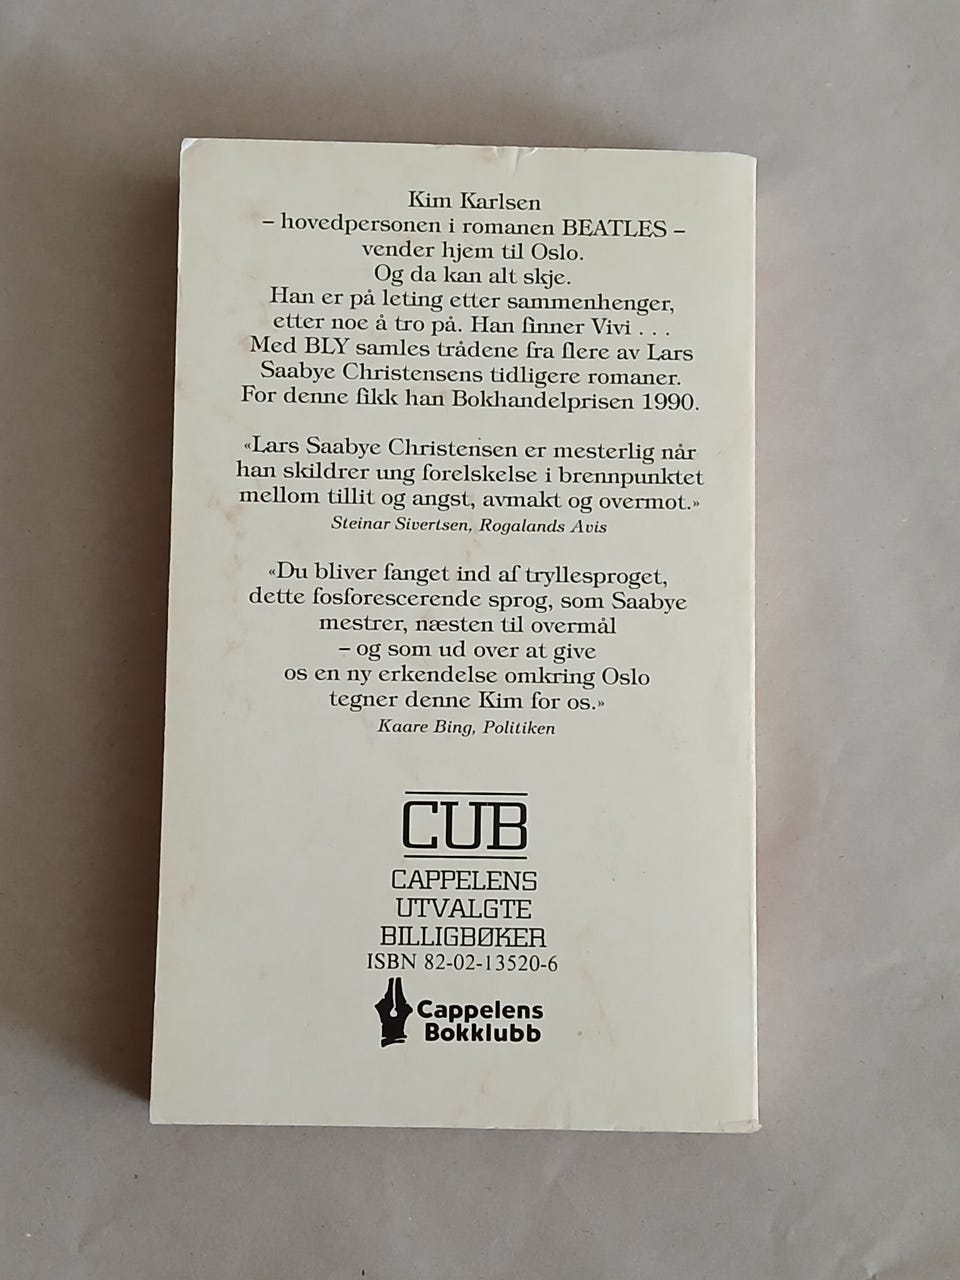 Kim Karlsen
– hovedpersonen i romanen BEATLES –
vender hjem til Oslo.
Og da kan alt skje.
Han er på leting etter sammenhenger,
etter noe å tro på. Han finner Vivi . . .
Med BLY samles trådene fra flere av Lars
Saabye Christensens tidligere romaner.
For denne fikk han Bokhandelprisen 1990.
«Lars Saabye Christensen er mesterlig når
han skildrer ung forelskelse i brennpunktet
mellom tillit og angst, avmakt og overmot.»
Steinar Sivertsen, Rogalands Avis
«Du bliver fanget ind af tryllesproget,
dette fosforescerende sprog, som Saabye
mestrer, næsten til overmål
– og som ud over at give
os en ny erkendelse omkring Oslo
tegner denne Kim for os.»
Kaare Bing, Politiken
CUB
CAPPELENS
UTVALGTE
BILLIGBØKER
ISBN 82-02-13520-6
Cappelens
Bokklubb